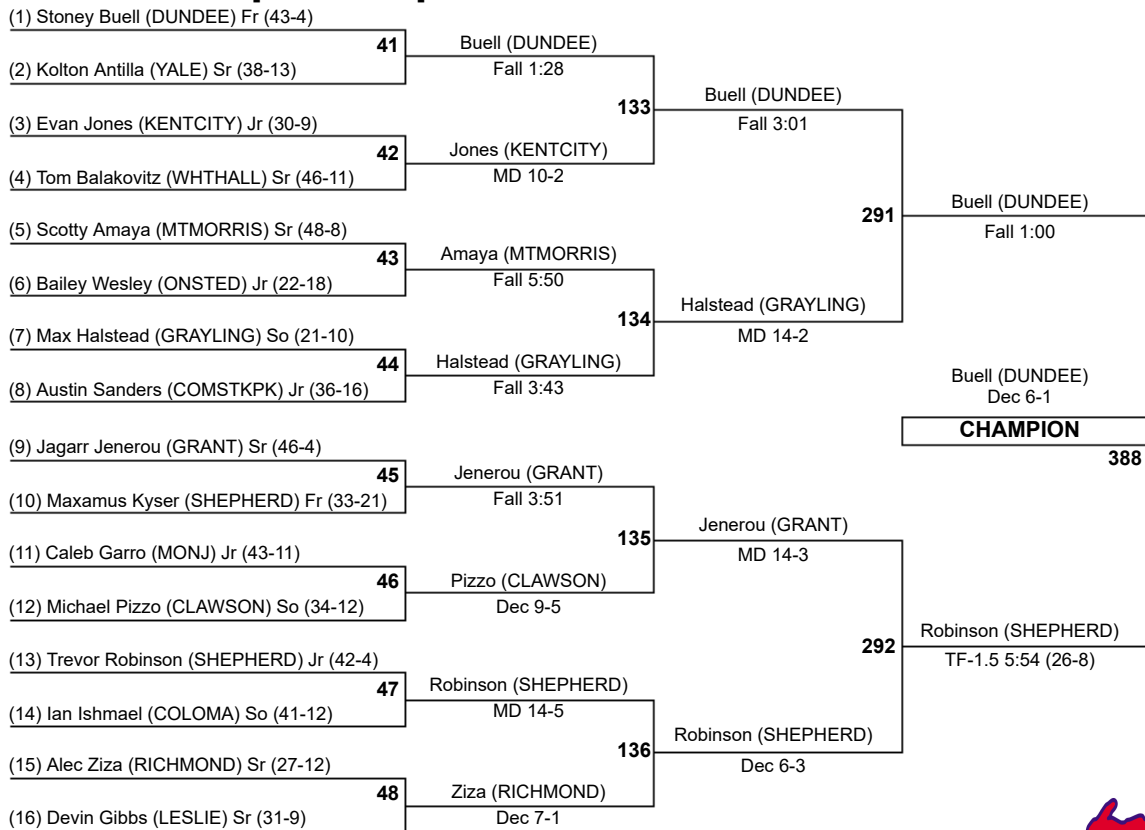 (1) Stoney Buell (DUNDEE) Fr (43-4)
41
(2) Kolton Antilla (YALE) Sr (38-13)
Buell (DUNDEE)
Fall 1:28
133
(3) Evan Jones (KENTCITY) Jr (30-9)
42
(4) Tom Balakovitz (WHTHALL) Sr (46-11)
Jones (KENTCITY)
MD 10-2
Buell (DUNDEE)
Fall 3:01
291
(5) Scotty Amaya (MTMORRIS) Sr (48-8)
43
(6) Bailey Wesley (ONSTED) Jr (22-18)
Amaya (MTMORRIS)
Fall 5:50
134
(7) Max Halstead (GRAYLING) So (21-10)
44
(8) Austin Sanders (COMSTKPK) Jr (36-16)
Halstead (GRAYLING)
Fall 3:43
Halstead (GRAYLING)
MD 14-2
Buell (DUNDEE)
Fall 1:00
Buell (DUNDEE)
Dec 6-1
CHAMPION
388
(9) Jagarr Jenerou (GRANT) Sr (46-4)
45
(10) Maxamus Kyser (SHEPHERD) Fr (33-21)
Jenerou (GRANT)
Fall 3:51
135
(11) Caleb Garro (MONJ) Jr (43-11)
46
(12) Michael Pizzo (CLAWSON) So (34-12)
Pizzo (CLAWSON)
Dec 9-5
Jenerou (GRANT)
MD 14-3
292
(13) Trevor Robinson (SHEPHERD) Jr (42-4)
47
(14) Ian Ishmael (COLOMA) So (41-12)
Robinson (SHEPHERD)
MD 14-5
136
(15) Alec Ziza (RICHMOND) Sr (27-12)
48
(16) Devin Gibbs (LESLIE) Sr (31-9)
Ziza (RICHMOND)
Dec 7-1
Robinson (SHEPHERD)
Dec 6-3
Robinson (SHEPHERD)
TF-1.5 5:54 (26-8)